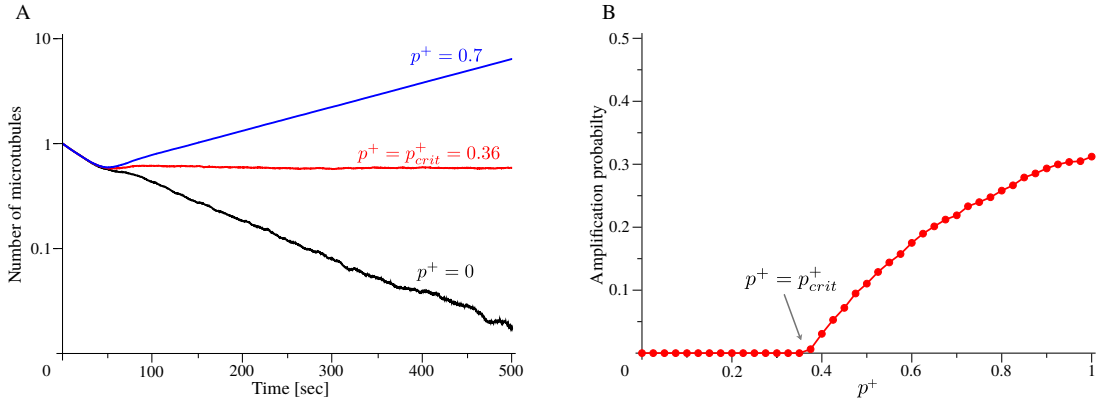 A
Number of microtubules
10
1
0.1
0
100
200
300
400
500
Time [sec]
p⁺ = 0.7
p⁺ = p⁺crit = 0.36
p⁺ = 0
B
Amplification probabilty
0.5
0.4
0.3
0.2
0.1
0
0.2
0.4
0.6
0.8
1
p⁺
p⁺ = p⁺crit